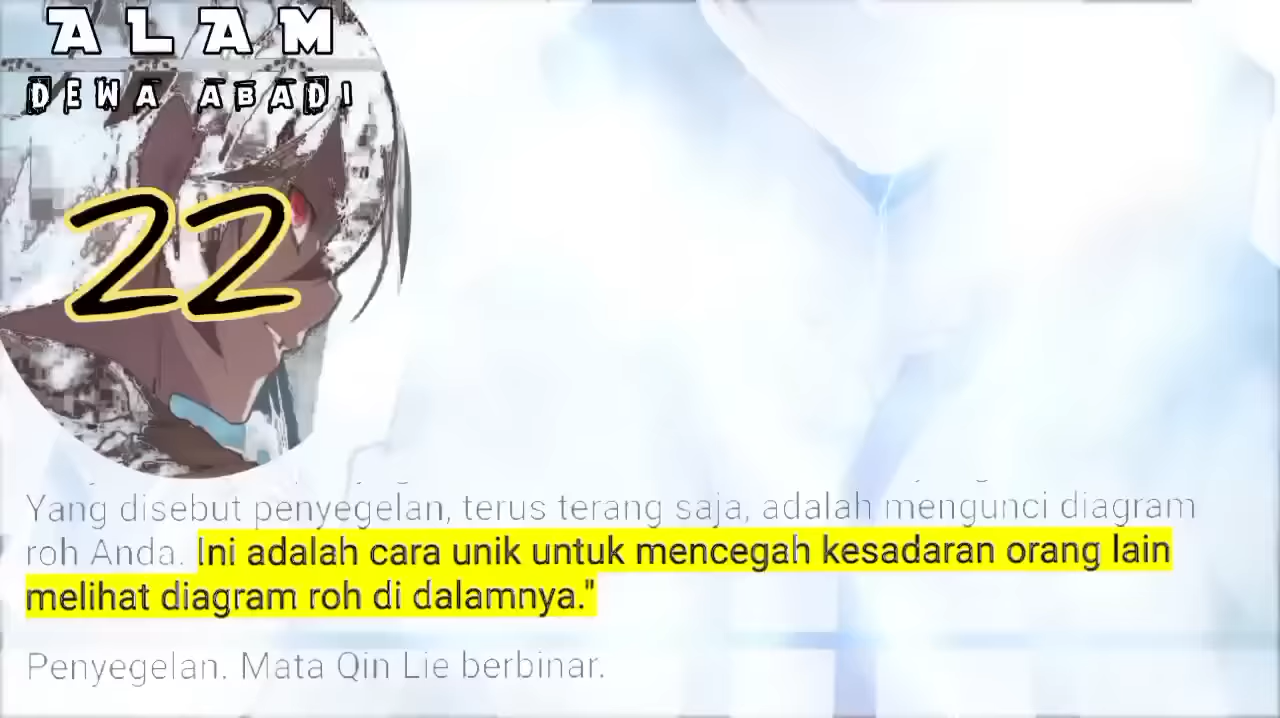 ALAM
DEWA ABADI
22
Yang disebut penyegelan, terus terang saja, adalah mengunci diagram
roh Anda. Ini adalah cara unik untuk mencegah kesadaran orang lain
melihat diagram roh di dalamnya."
Penyegelan. Mata Qin Lie berbinar.